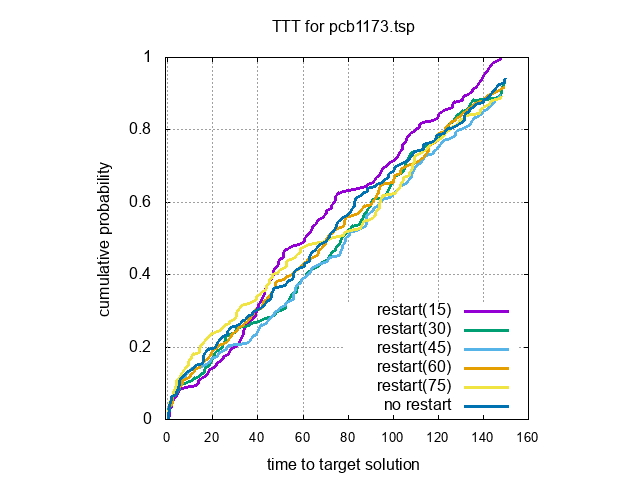 TTT for pcb1173.tsp
cumulative probability
1
0.8
0.6
0.4
0.2
0
0 20 40 60 80 100 120 140 160
time to target solution
restart(15)
restart(30)
restart(45)
restart(60)
restart(75)
no restart